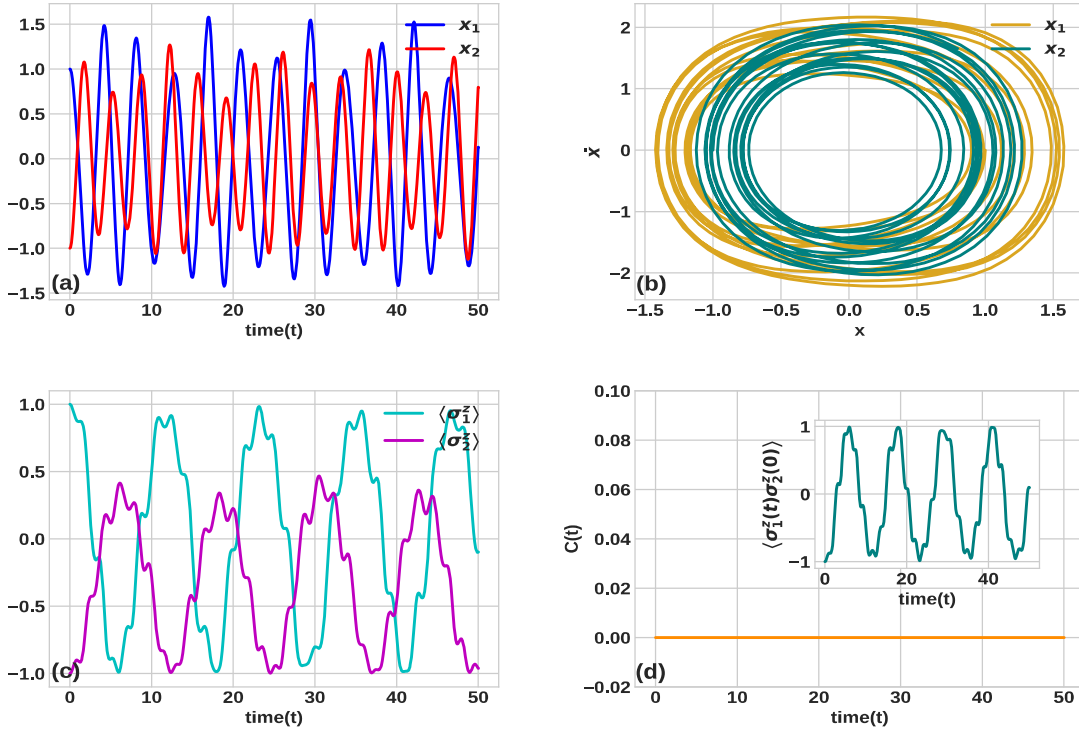 1.5
1.0
0.5
0.0
−0.5
−1.0
−1.5
0 10 20 30 40 50
time(t)
(a)
x₁
x₂
2
1
0
−1
−2
−1.5 −1.0 −0.5 0.0 0.5 1.0 1.5
x
ẋ
(b)
x₁
x₂
1.0
0.5
0.0
−0.5
−1.0
0 10 20 30 40 50
time(t)
(c)
⟨σ₁ᶻ⟩
⟨σ₂ᶻ⟩
0.10
0.08
0.06
0.04
0.02
0.00
−0.02
0 10 20 30 40 50
time(t)
C(t)
(d)
1
0
−1
0 20 40
time(t)
⟨σ₁ᶻ(t)σ₂ᶻ(0)⟩